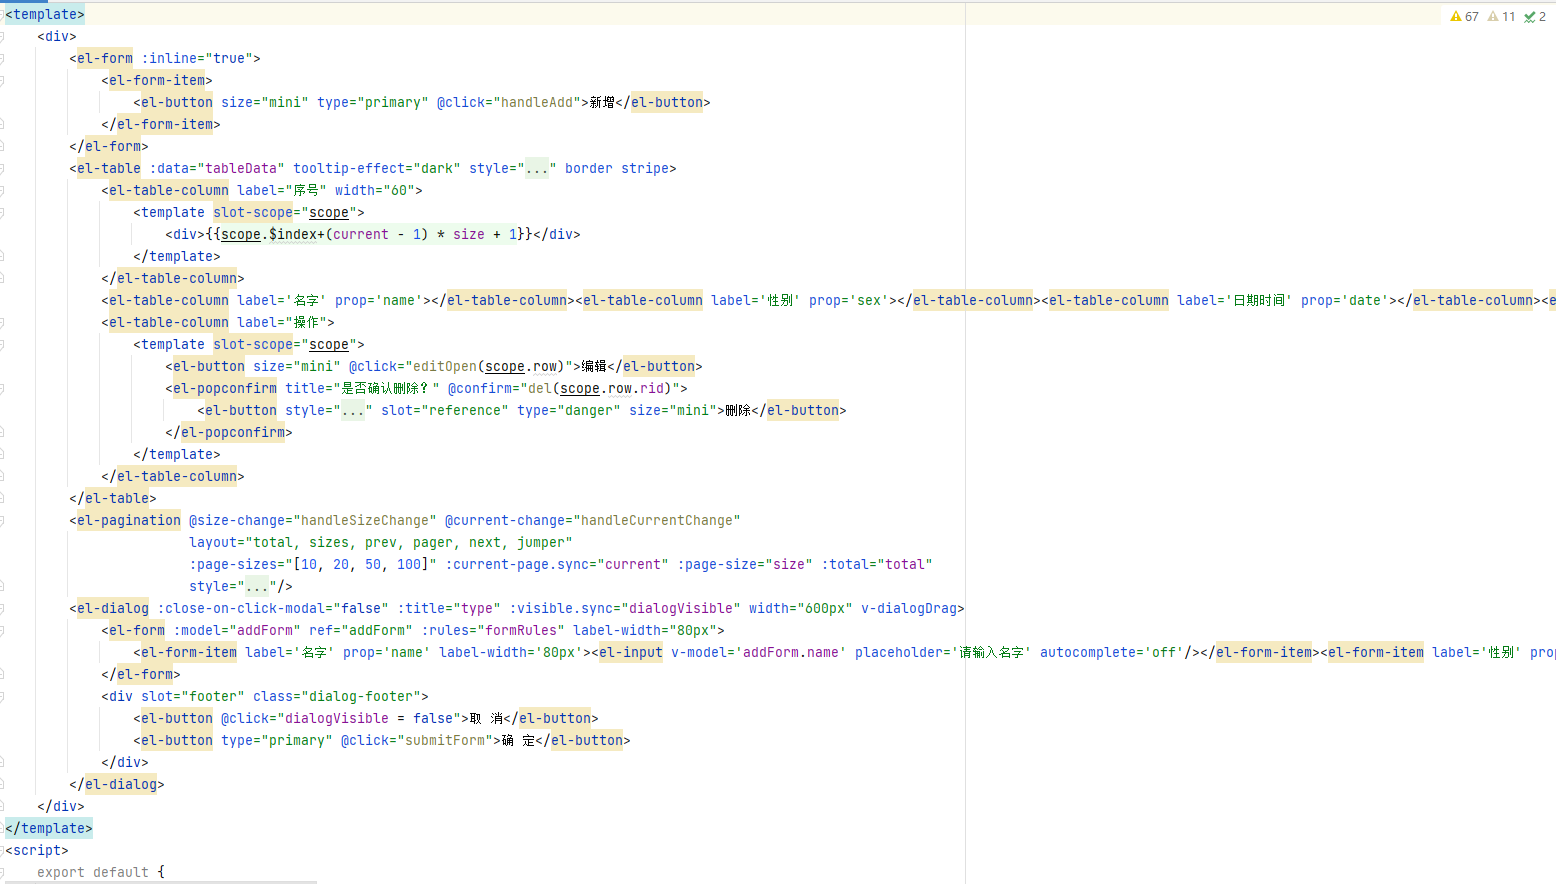 <template>
67 11 2
<div>
<el-form :inline="true">
<el-form-item>
<el-button size="mini" type="primary" @click="handleAdd">新增</el-button>
</el-form-item>
</el-form>
<el-table :data="tableData" tooltip-effect="dark" style="..." border stripe>
<el-table-column label="序号" width="60">
<template slot-scope="scope">
<div>{{scope.$index+(current - 1) * size + 1}}</div>
</template>
</el-table-column>
<el-table-column label='名字' prop='name'></el-table-column><el-table-column label='性别' prop='sex'></el-table-column><el-table-column label='日期时间' prop='date'></el-table-column><e
<el-table-column label="操作">
<template slot-scope="scope">
<el-button size="mini" @click="editOpen(scope.row)">编辑</el-button>
<el-popconfirm title="是否确认删除？" @confirm="del(scope.row.rid)">
<el-button style="..." slot="reference" type="danger" size="mini">删除</el-button>
</el-popconfirm>
</template>
</el-table-column>
</el-table>
<el-pagination @size-change="handleSizeChange" @current-change="handleCurrentChange"
layout="total, sizes, prev, pager, next, jumper"
:page-sizes="[10, 20, 50, 100]" :current-page.sync="current" :page-size="size" :total="total"
style="..."/>
<el-dialog :close-on-click-modal="false" :title="type" :visible.sync="dialogVisible" width="600px" v-dialogDrag>
<el-form :model="addForm" ref="addForm" :rules="formRules" label-width="80px">
<el-form-item label='名字' prop='name' label-width='80px'><el-input v-model='addForm.name' placeholder='请输入名字' autocomplete='off'/></el-form-item><el-form-item label='性别' prop
</el-form>
<div slot="footer" class="dialog-footer">
<el-button @click="dialogVisible = false">取 消</el-button>
<el-button type="primary" @click="submitForm">确 定</el-button>
</div>
</el-dialog>
</div>
</template>
<script>
export default {